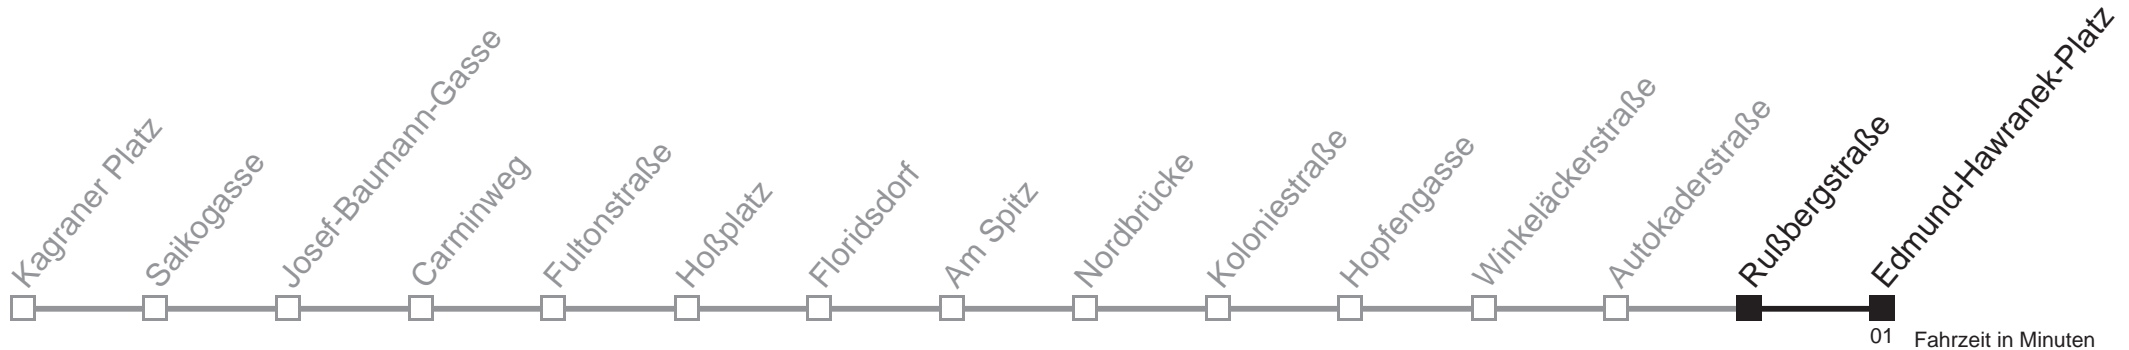 Kagraner Platz
Saikogasse
Josef-Baumann-Gasse
Carminweg
Fultonstraße
Hoßplatz
Floridsdorf
Am Spitz
Nordbrücke
Koloniestraße
Hopfengasse
Winkeläckerstraße
Autokaderstraße
Rußbergstraße
Edmund-Hawranek-Platz
01 Fahrzeit in Minuten